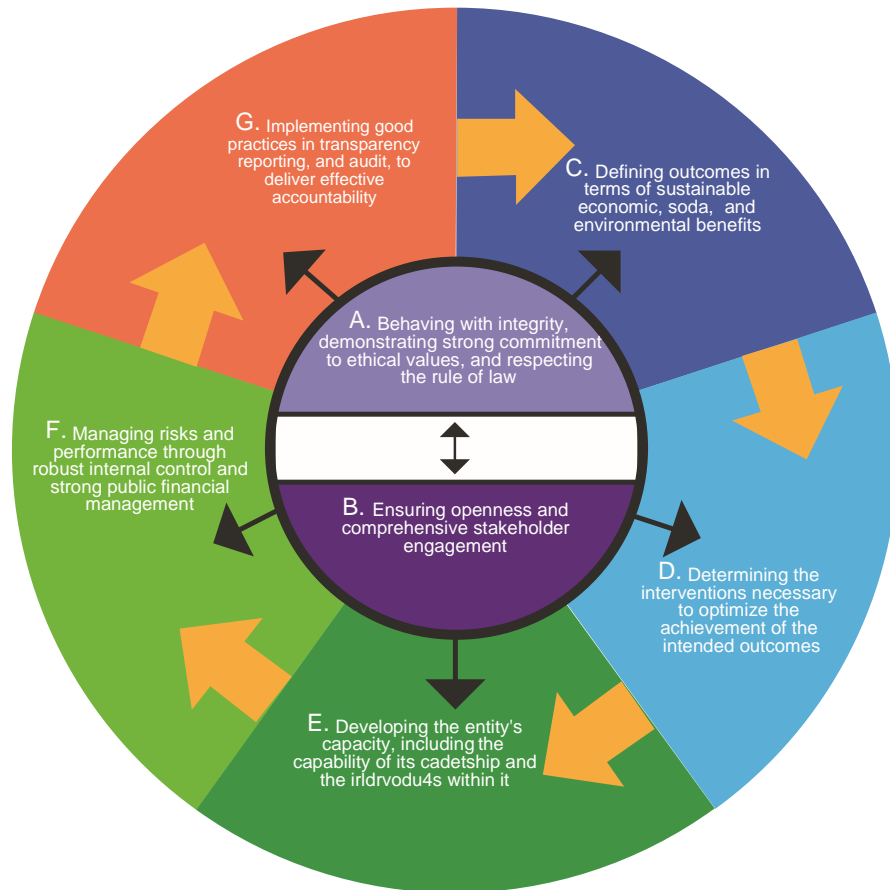 G. Implementing good
practices in transparency
reporting, and audit, to
deliver effective
accountability
C. Defining outcomes in
terms of sustainable
economic, soda, and
environmental benefits
A. Behaving with integrity,
demonstrating strong commitment
to ethical values, and respecting
the rule of law
F. Managing risks and
performance through
robust internal control and
strong public financial
management
B. Ensuring openness and
comprehensive stakeholder
engagement
D. Determining the
interventions necessary
to optimize the
achievement of the
intended outcomes
E. Developing the entity's
capacity, including the
capability of its cadetship and
the irldrvodu4s within it